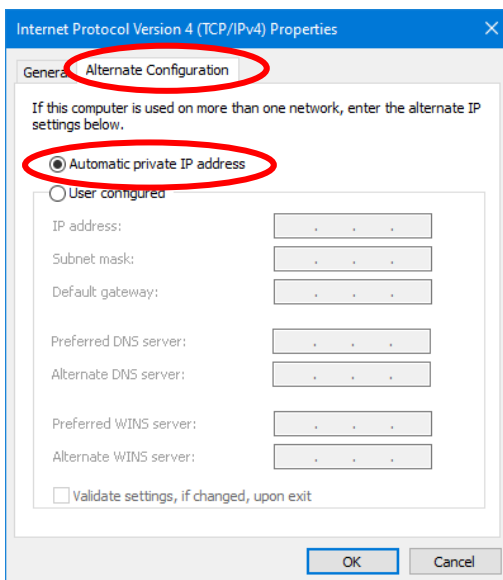 Internet Protocol Version 4 (TCP/IPv4) Properties
General
Alternate Configuration
If this computer is used on more than one network, enter the alternate IP
settings below.
Automatic private IP address
User configured
IP address:
Subnet mask:
Default gateway:
Preferred DNS server:
Alternate DNS server:
Preferred WINS server:
Alternate WINS server:
Validate settings, if changed, upon exit
OK Cancel